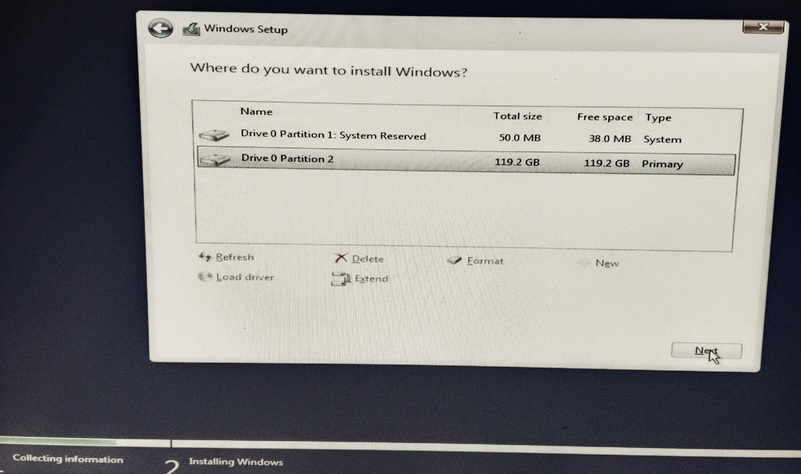 Windows Setup
Where do you want to install Windows?
Name Total size Free space Type
Drive 0 Partition 1: System Reserved 50.0 MB 38.0 MB System
Drive 0 Partition 2 119.2 GB 119.2 GB Primary
Refresh Delete Format New
Load driver Extend
Next
Collecting information 2 Installing Windows